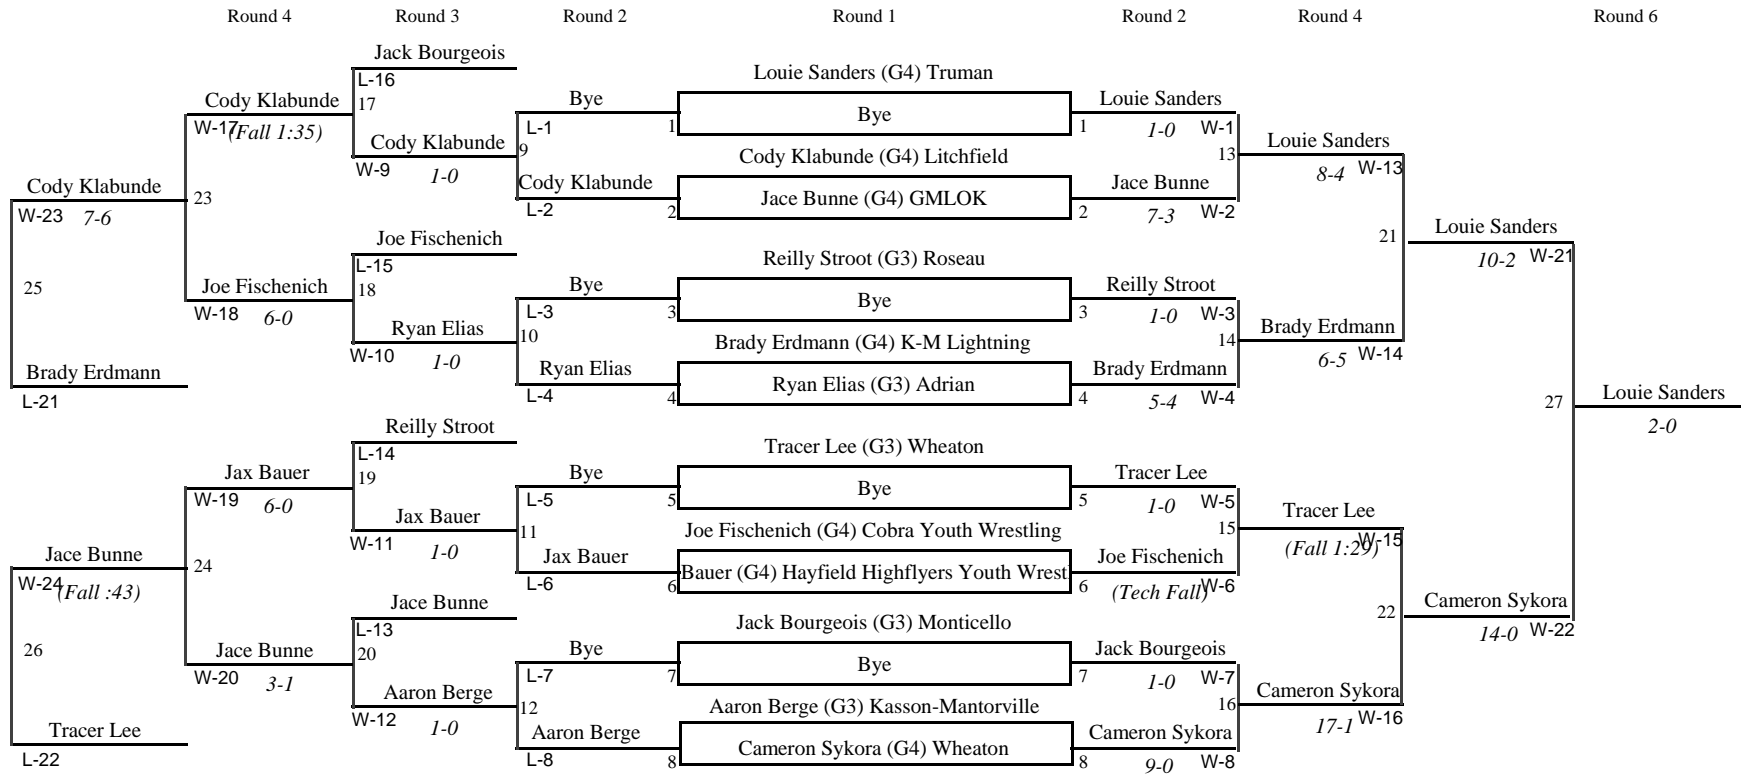 Round 4 Round 3 Round 2 Round 1 Round 2 Round 4 Round 6
Jack Bourgeois
L-16
Louie Sanders (G4) Truman
Cody Klabunde 17 Bye Bye Louie Sanders
W-17 (Fall 1:35) L-1 1 1 1-0 W-1
Cody Klabunde 9 Louie Sanders
W-9 1-0 Cody Klabunde (G4) Litchfield 13 8-4 W-13
Cody Klabunde 23 Cody Klabunde Jace Bunne (G4) GMLOK Jace Bunne
W-23 7-6 L-2 2 2 7-3 W-2
Joe Fischenich 21 Louie Sanders
L-15 Reilly Stroot (G3) Roseau 10-2 W-21
25 Joe Fischenich 18 Bye Bye Reilly Stroot
W-18 6-0 L-3 3 3 1-0 W-3
Ryan Elias 10 Brady Erdmann
W-10 1-0 Brady Erdmann (G4) K-M Lightning 14 6-5 W-14
Brady Erdmann Ryan Elias Ryan Elias (G3) Adrian Brady Erdmann
L-21 L-4 4 4 5-4 W-4
27 Louie Sanders
2-0
Reilly Stroot
L-14 Tracer Lee (G3) Wheaton
Jax Bauer 19 Bye Bye Tracer Lee
W-19 6-0 L-5 5 5 1-0 W-5
Jax Bauer 11 Tracer Lee
W-11 1-0 Joe Fischenich (G4) Cobra Youth Wrestling 15 (Fall 1:29) W-15
Jace Bunne 24 Jax Bauer Bauer (G4) Hayfield Highflyers Youth Wrest Joe Fischenich
W-24 (Fall :43) L-6 6 6 (Tech Fall) W-6
Jace Bunne 22 Cameron Sykora
L-13 Jack Bourgeois (G3) Monticello 14-0 W-22
26 Jace Bunne 20 Bye Bye Jack Bourgeois
W-20 3-1 L-7 7 7 1-0 W-7
Aaron Berge 12 Cameron Sykora
W-12 1-0 Aaron Berge (G3) Kasson-Mantorville 16 17-1 W-16
Tracer Lee Aaron Berge Cameron Sykora (G4) Wheaton Cameron Sykora
L-22 L-8 8 8 9-0 W-8